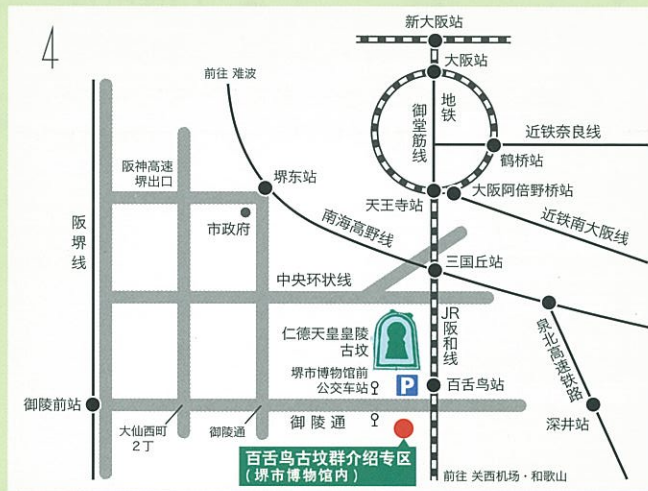 4
新大阪站
大阪站
前往 难波
地铁
御堂筋线
近铁奈良线
鹤桥站
阪神高速
堺出口
堺东站
天王寺站
大阪阿倍野桥站
市政府
南海高野线
近铁南大阪线
阪堺线
三国丘站
中央环状线
仁德天皇皇陵
古坟
JR阪和线
泉北高速铁路
堺市博物馆前
公交车站
P
百舌鸟站
御陵前站
大仙西町
2丁
御陵通
御陵通
深井站
百舌鸟古坟群介绍专区
(堺市博物馆内)
前往 关西机场·和歌山